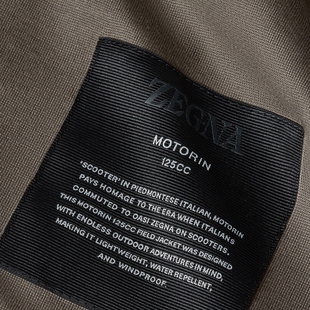 ZEGNA
MOTORIN
125CC
'SCOOTER' IN PIEDMONTESE ITALIAN, MOTORIN
PAYS HOMAGE TO THE ERA WHEN ITALIANS
COMMUTED TO OASI ZEGNA ON SCOOTERS.
THIS MOTORIN 125CC FIELD JACKET WAS DESIGNED
WITH ENDLESS OUTDOOR ADVENTURES IN MIND,
MAKING IT LIGHTWEIGHT, WATER REPELLENT,
AND WINDPROOF.